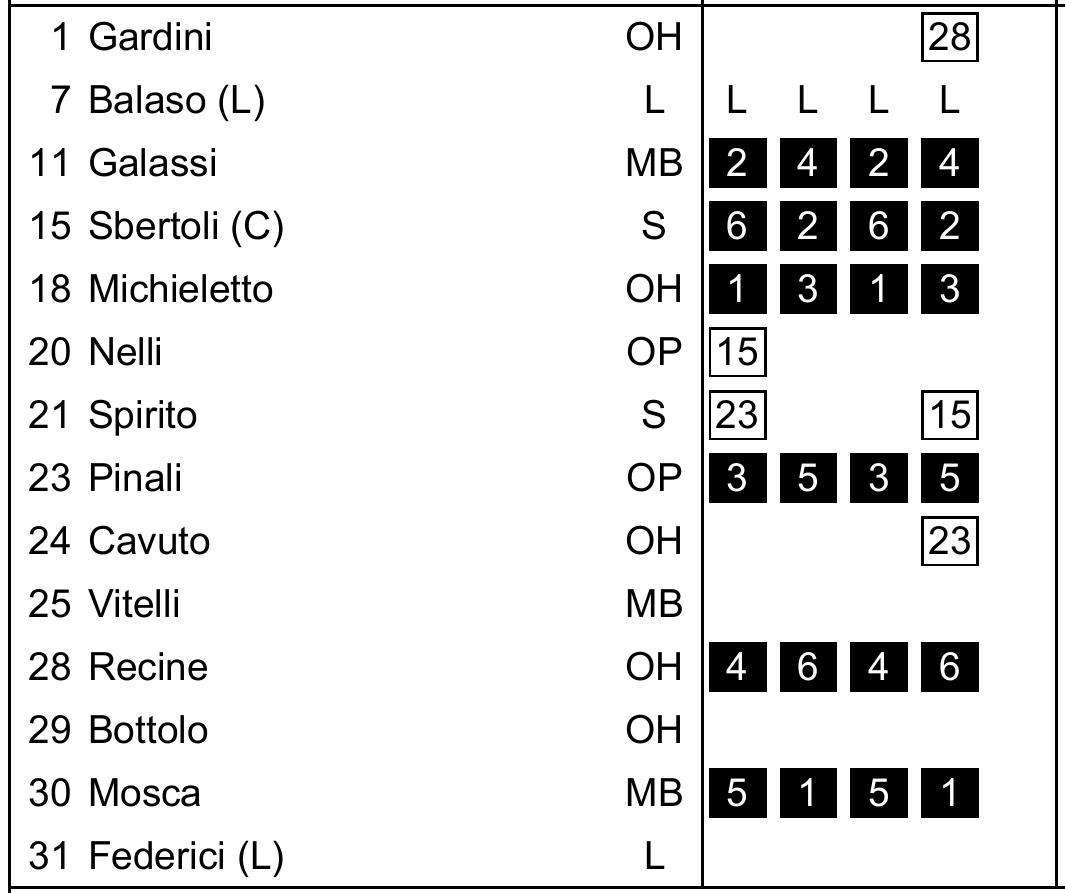 1 Gardini OH 28
7 Balaso (L) L L L L L
11 Galassi MB 2 4 2 4
15 Sbertoli (C) S 6 2 6 2
18 Michieletto OH 1 3 1 3
20 Nelli OP 15
21 Spirito S 23 15
23 Pinali OP 3 5 3 5
24 Cavuto OH 23
25 Vitelli MB
28 Recine OH 4 6 4 6
29 Bottolo OH
30 Mosca MB 5 1 5 1
31 Federici (L) L